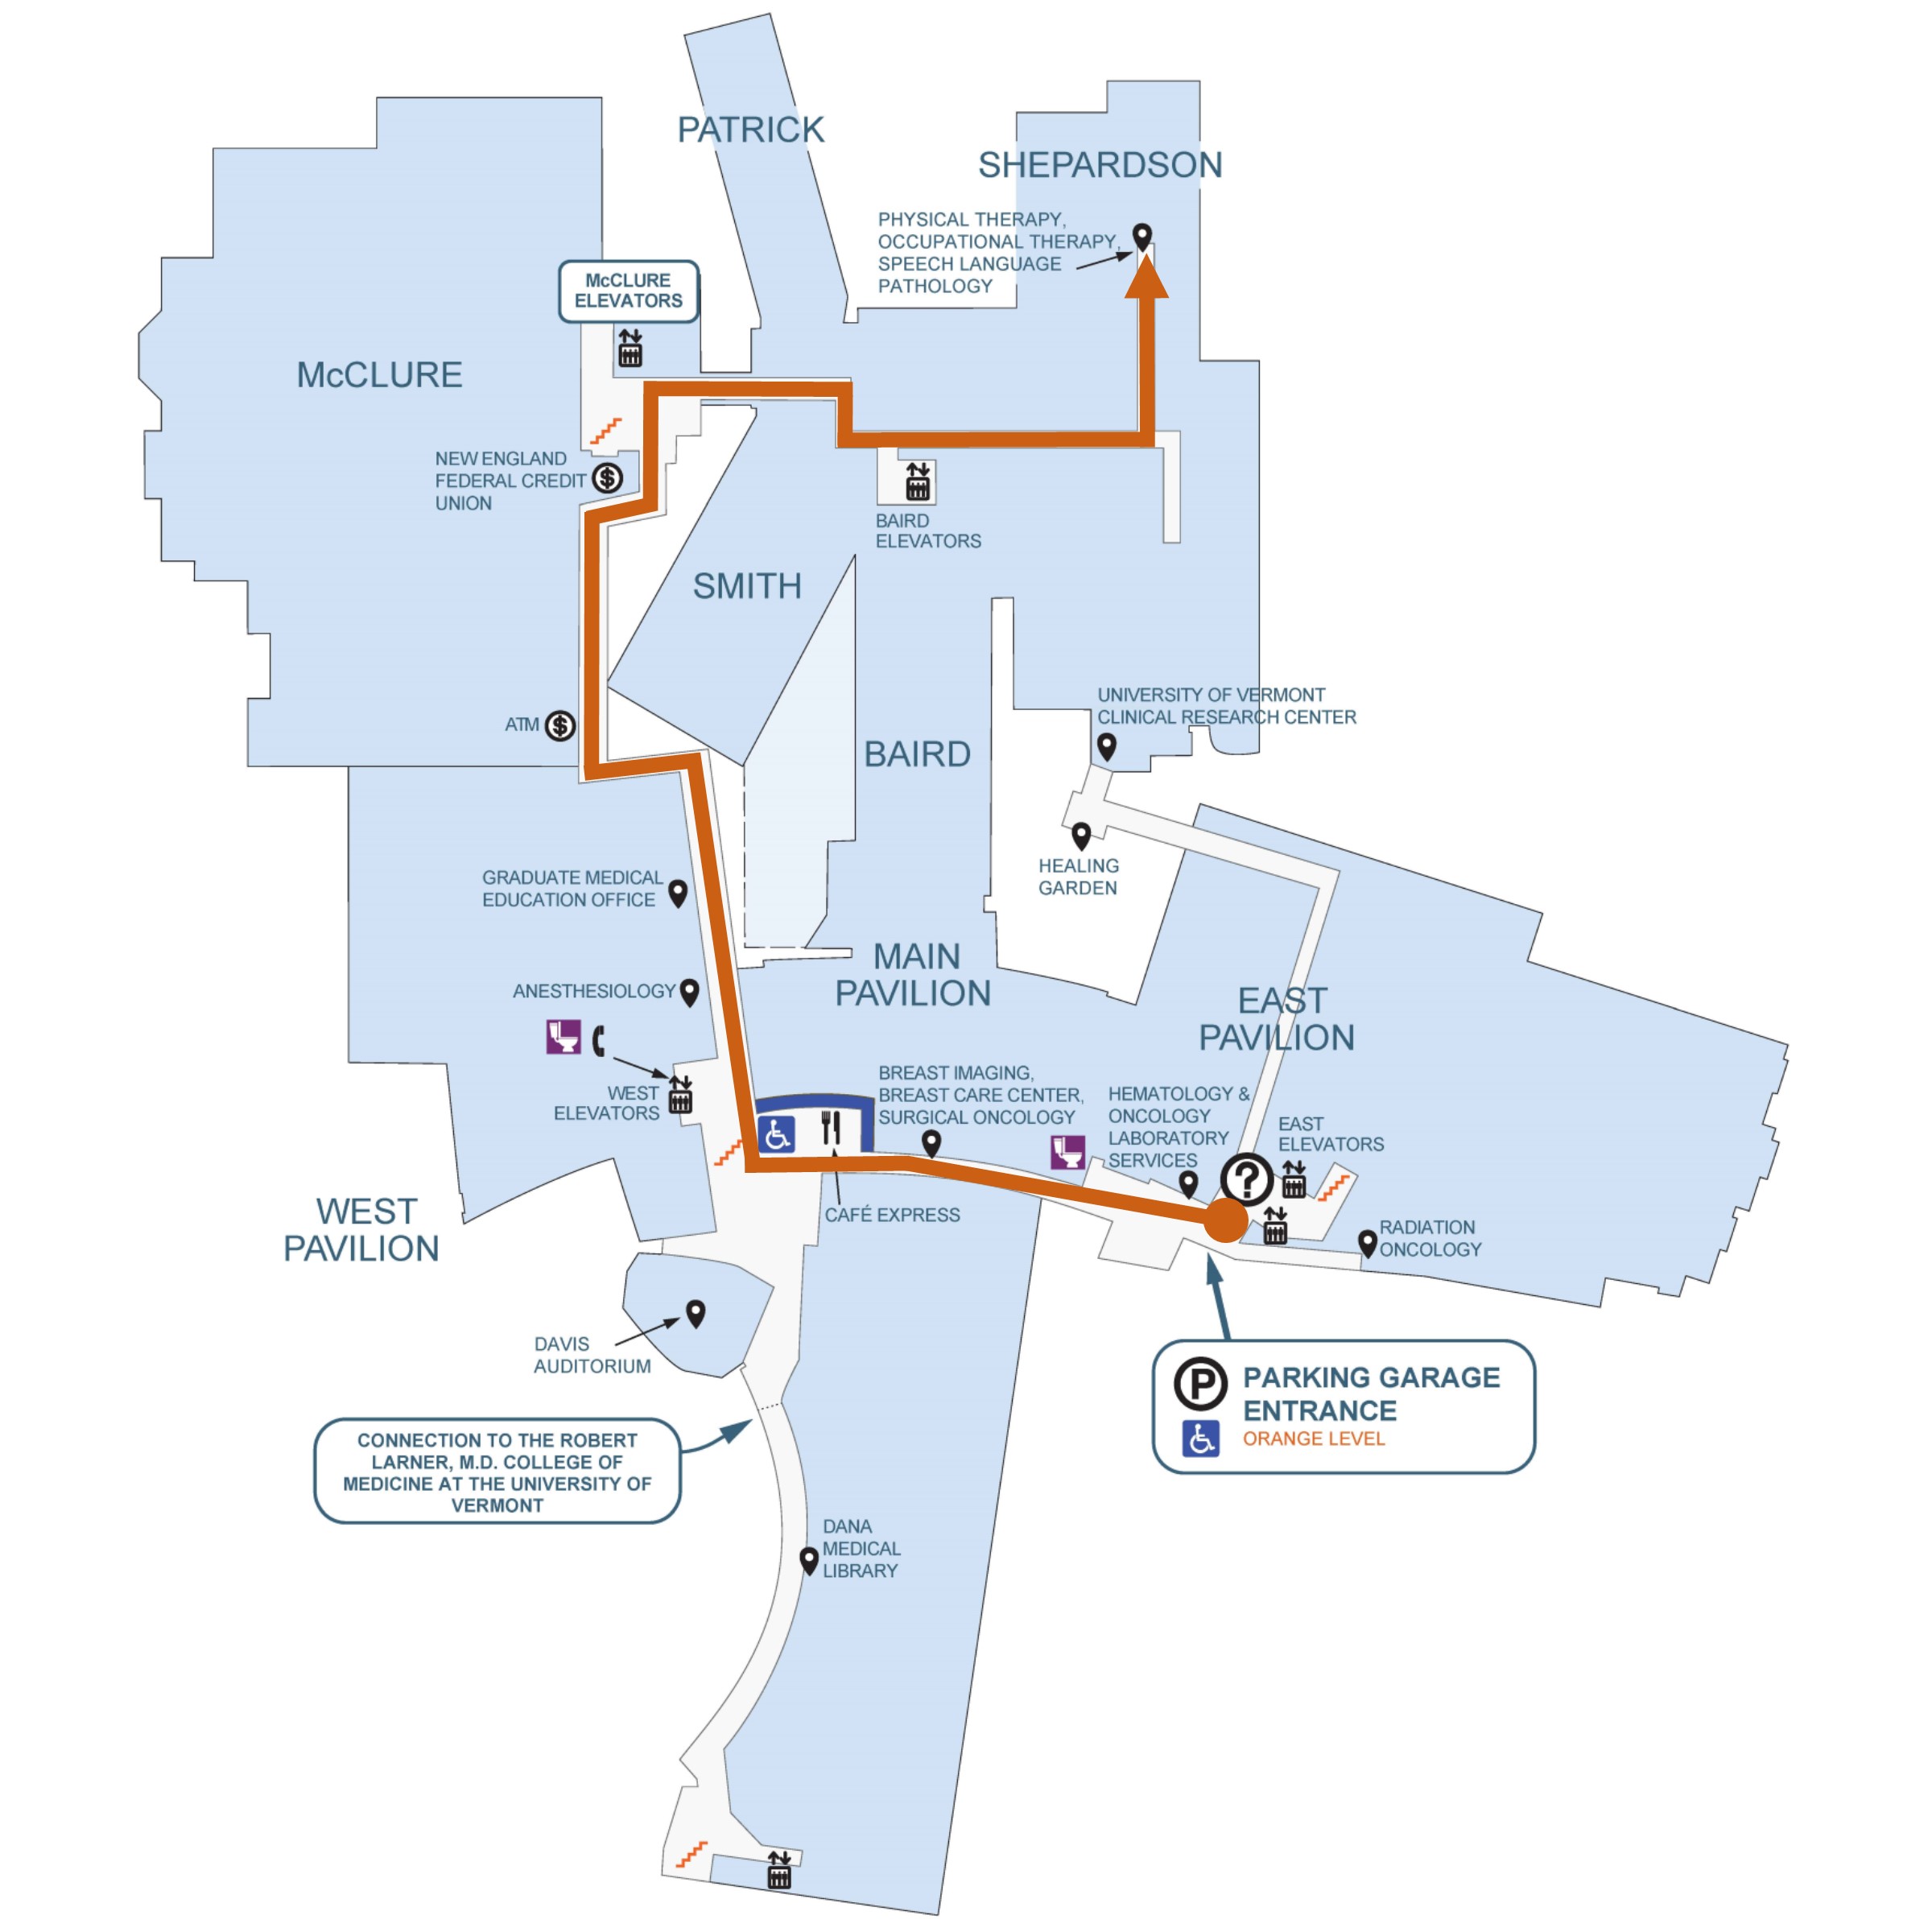 PATRICK
SHEPARDSON
PHYSICAL THERAPY,
OCCUPATIONAL THERAPY,
SPEECH LANGUAGE
PATHOLOGY
McCLURE
ELEVATORS
McCLURE
NEW ENGLAND
FEDERAL CREDIT
UNION
$
BAIRD
ELEVATORS
SMITH
ATM
$
UNIVERSITY OF VERMONT
CLINICAL RESEARCH CENTER
BAIRD
HEALING
GARDEN
GRADUATE MEDICAL
EDUCATION OFFICE
MAIN
PAVILION
ANESTHESIOLOGY
EAST
PAVILION
WEST
ELEVATORS
BREAST IMAGING,
BREAST CARE CENTER,
SURGICAL ONCOLOGY
HEMATOLOGY &
ONCOLOGY
LABORATORY
SERVICES
EAST
ELEVATORS
?
WEST
PAVILION
CAFÉ EXPRESS
RADIATION
ONCOLOGY
DAVIS
AUDITORIUM
P
PARKING GARAGE
ENTRANCE
ORANGE LEVEL
CONNECTION TO THE ROBERT
LARNER, M.D. COLLEGE OF
MEDICINE AT THE UNIVERSITY OF
VERMONT
DANA
MEDICAL
LIBRARY